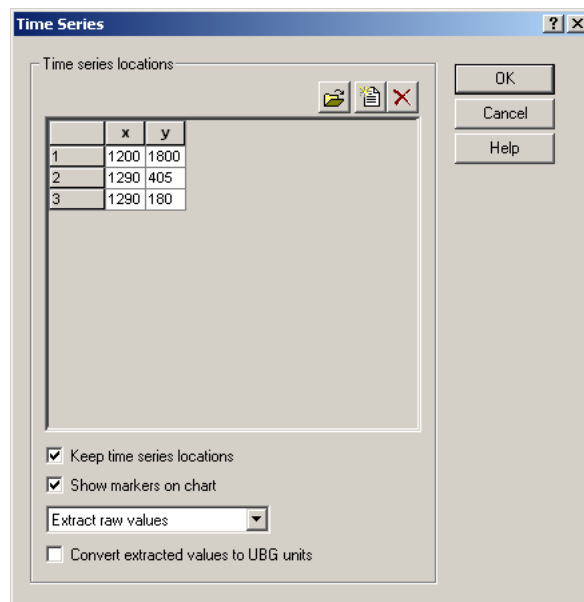 Time Series
Time series locations
OK
Cancel
Help
x y
1 1200 1800
2 1290 405
3 1290 180
Keep time series locations
Show markers on chart
Extract raw values
Convert extracted values to UBG units